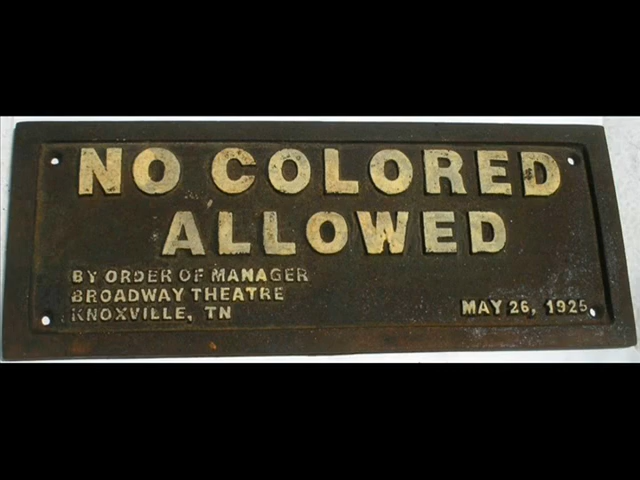 NO COLORED
ALLOWED
BY ORDER OF MANAGER
BROADWAY THEATRE
KNOXVILLE, TN
MAY 26, 1925